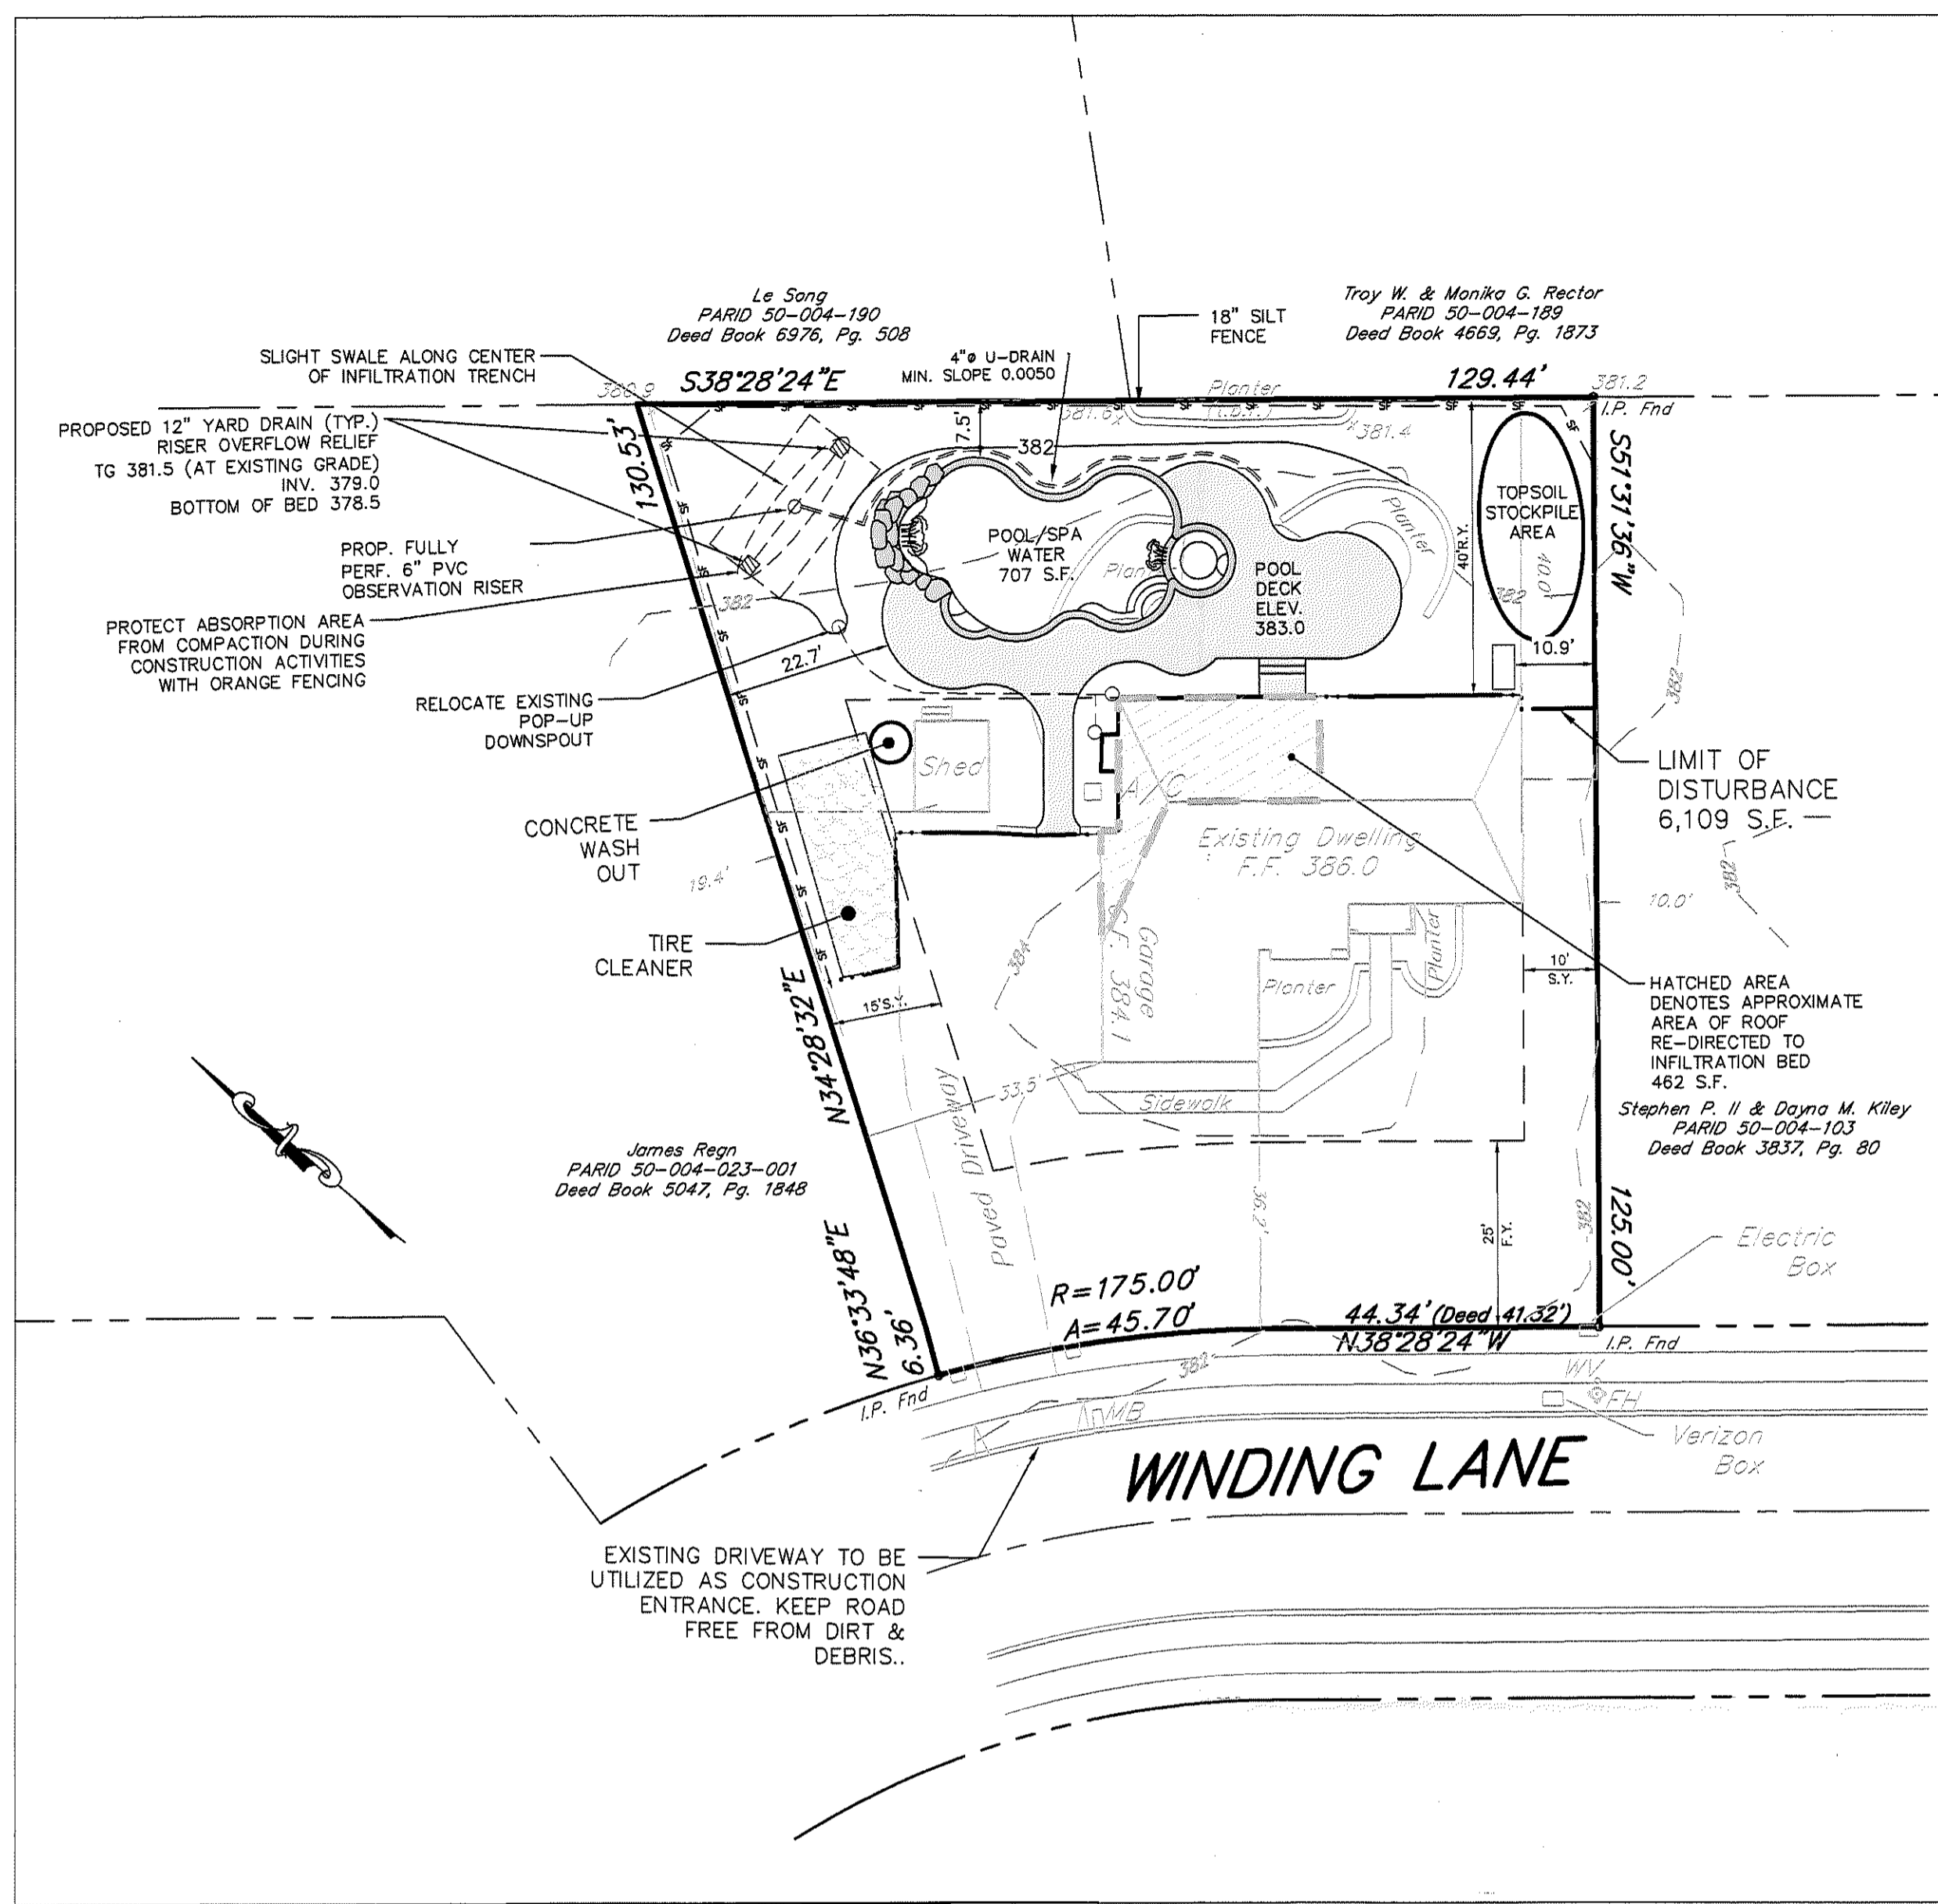 Le Song
PARID 50-004-190
Deed Book 6976, Pg. 508
Troy W. & Monika G. Rector
PARID 50-004-189
Deed Book 4669, Pg. 1873
18" SILT
FENCE
SLIGHT SWALE ALONG CENTER
OF INFILTRATION TRENCH
4"ø U-DRAIN
MIN. SLOPE 0.0050
380.9
S38°28'24"E
129.44'
381.2
I.P. Fnd
Planter
(t.b.r.)
381.6
381.4
PROPOSED 12" YARD DRAIN (TYP.)
RISER OVERFLOW RELIEF
TG 381.5 (AT EXISTING GRADE)
INV. 379.0
BOTTOM OF BED 378.5
130.53'
7.5'
382
S51°31'36"W
PROP. FULLY
PERF. 6" PVC
OBSERVATION RISER
POOL/SPA
WATER
707 S.F.
Planter
40'R.Y.
TOPSOIL
STOCKPILE
AREA
40.0'
382
POOL
DECK
ELEV.
383.0
382
PROTECT ABSORPTION AREA
FROM COMPACTION DURING
CONSTRUCTION ACTIVITIES
WITH ORANGE FENCING
22.7'
10.9'
382
RELOCATE EXISTING
POP-UP
DOWNSPOUT
Shed
A/C
LIMIT OF
DISTURBANCE
6,109 S.F.
CONCRETE
WASH
OUT
Existing Dwelling
F.F. 386.0
19.4'
382
10.0'
TIRE
CLEANER
384
Garage
G.F. 384.1
Planter
Planter
10'
S.Y.
15'S.Y.
HATCHED AREA
DENOTES APPROXIMATE
AREA OF ROOF
RE-DIRECTED TO
INFILTRATION BED
462 S.F.
N34°28'32"E
33.5'
Sidewalk
Stephen P. II & Dayna M. Kiley
PARID 50-004-103
Deed Book 3837, Pg. 80
James Regn
PARID 50-004-023-001
Deed Book 5047, Pg. 1848
Paved Driveway
36.2'
25'
F.Y.
382
125.00'
Electric
Box
N36°33'48"E
6.36'
R=175.00'
A=45.70'
44.34' (Deed 41.32')
N38°28'24"W
I.P. Fnd
I.P. Fnd
382
MB
WV
FH
Verizon
Box
WINDING LANE
EXISTING DRIVEWAY TO BE
UTILIZED AS CONSTRUCTION
ENTRANCE. KEEP ROAD
FREE FROM DIRT &
DEBRIS..
SF